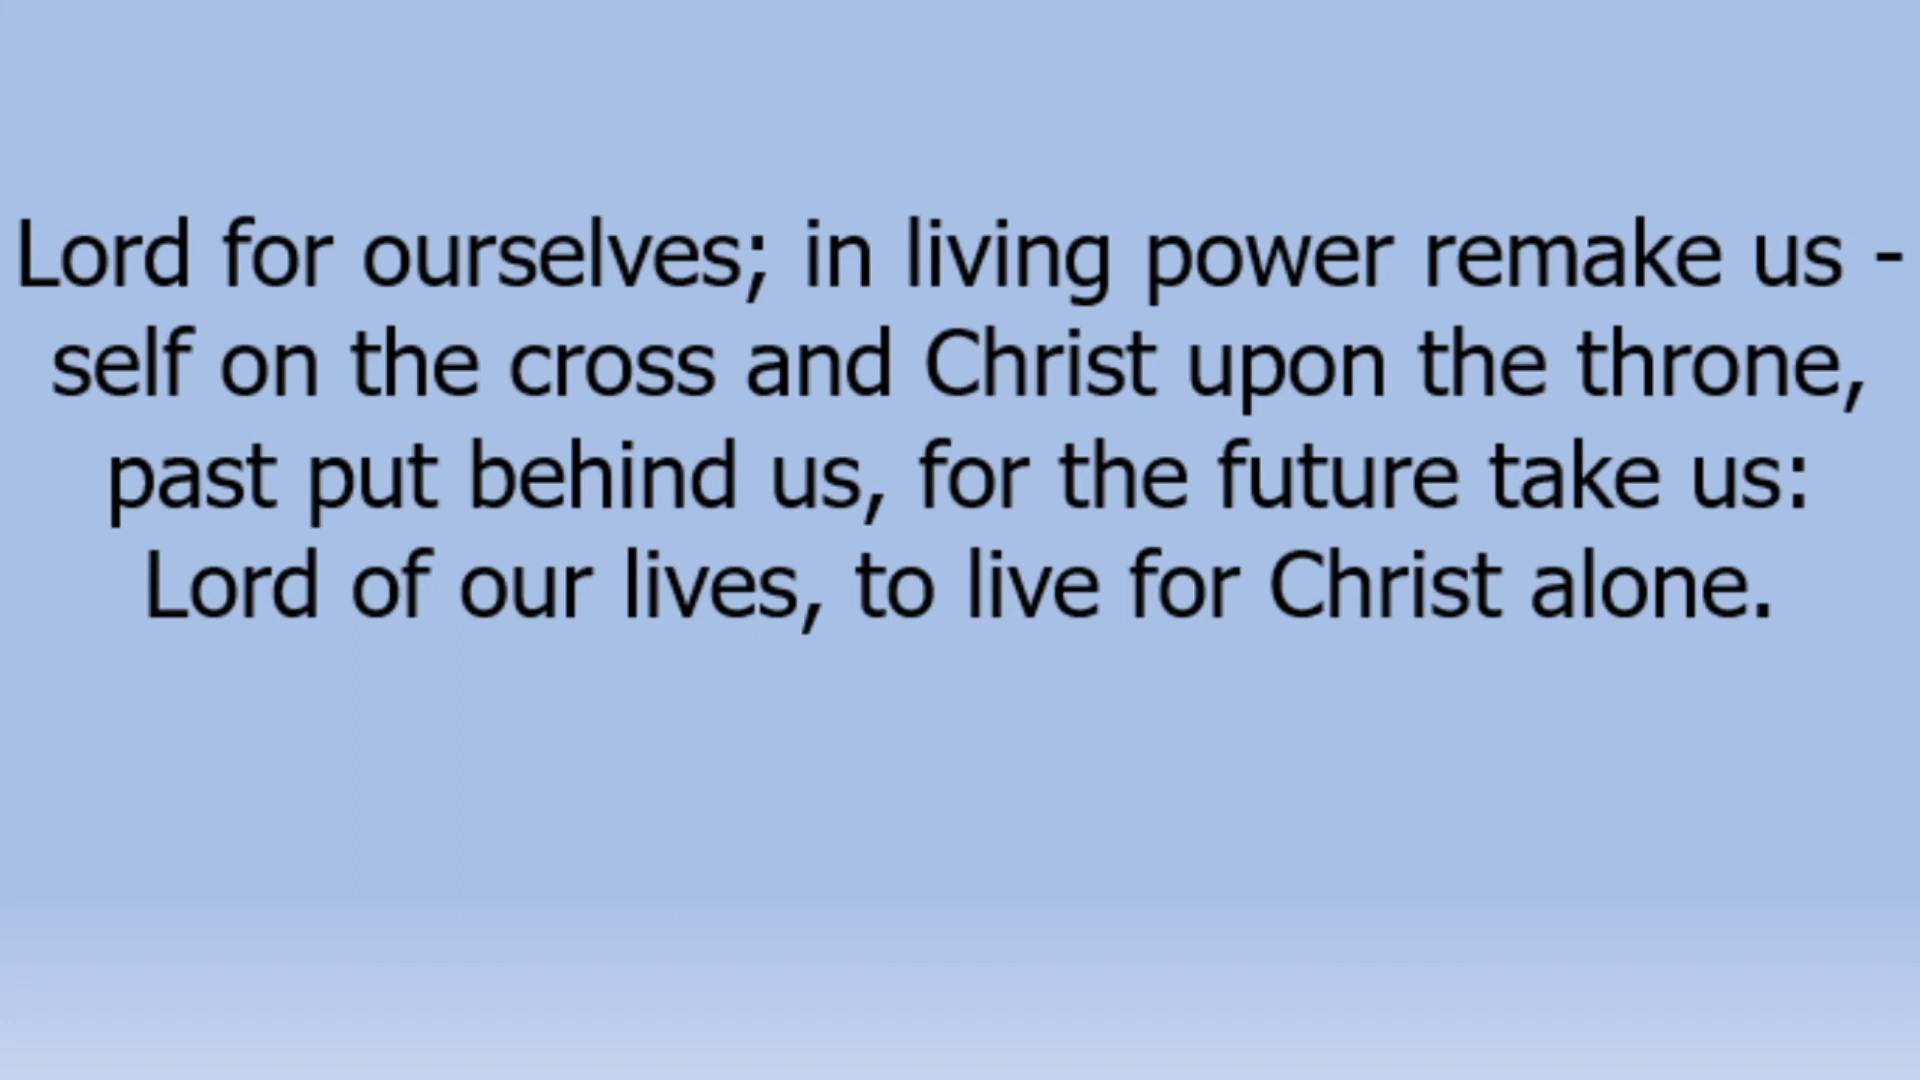 Lord for ourselves; in living power remake us -
self on the cross and Christ upon the throne,
past put behind us, for the future take us:
Lord of our lives, to live for Christ alone.